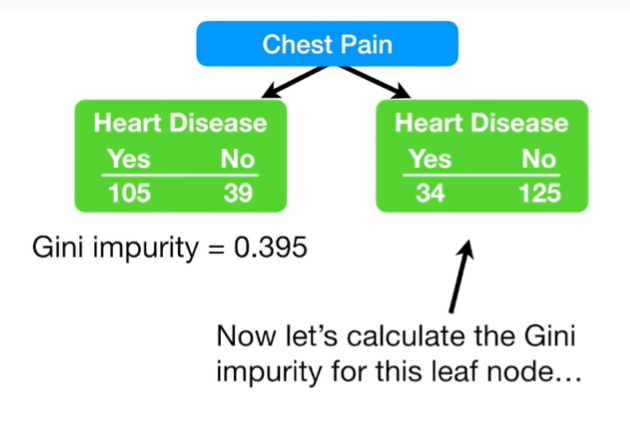 Chest Pain
Heart Disease
Yes No
105 39
Heart Disease
Yes No
34 125
Gini impurity = 0.395
Now let’s calculate the Gini
impurity for this leaf node…